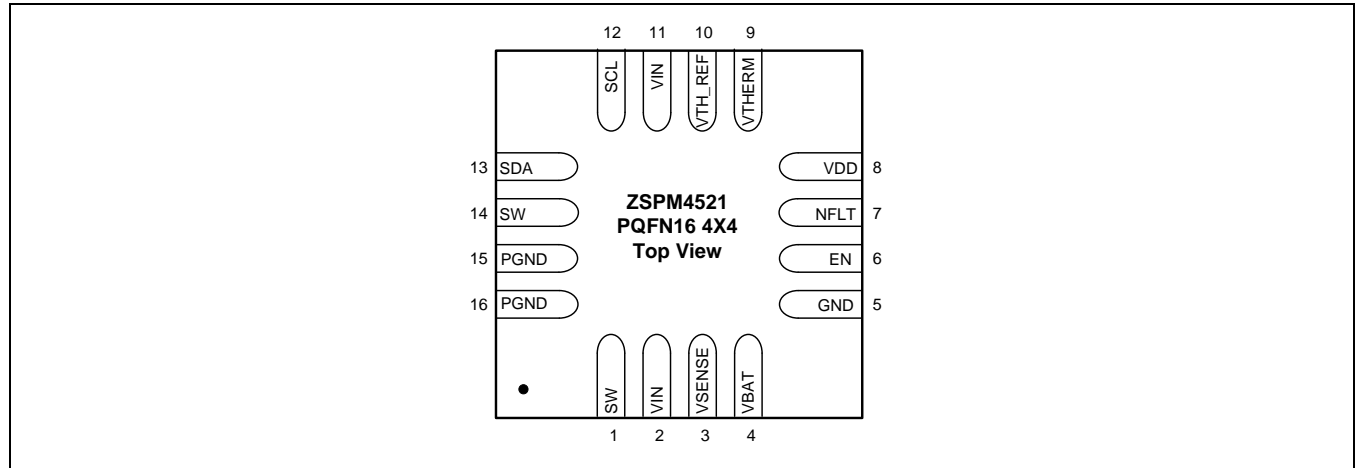 12 11 10 9
SCL VIN VTH_REF VTHERM
13 SDA VDD 8
14 SW NFLT 7
15 PGND EN 6
16 PGND GND 5
ZSPM4521
PQFN16 4X4
Top View
SW VIN VSENSE VBAT
1 2 3 4